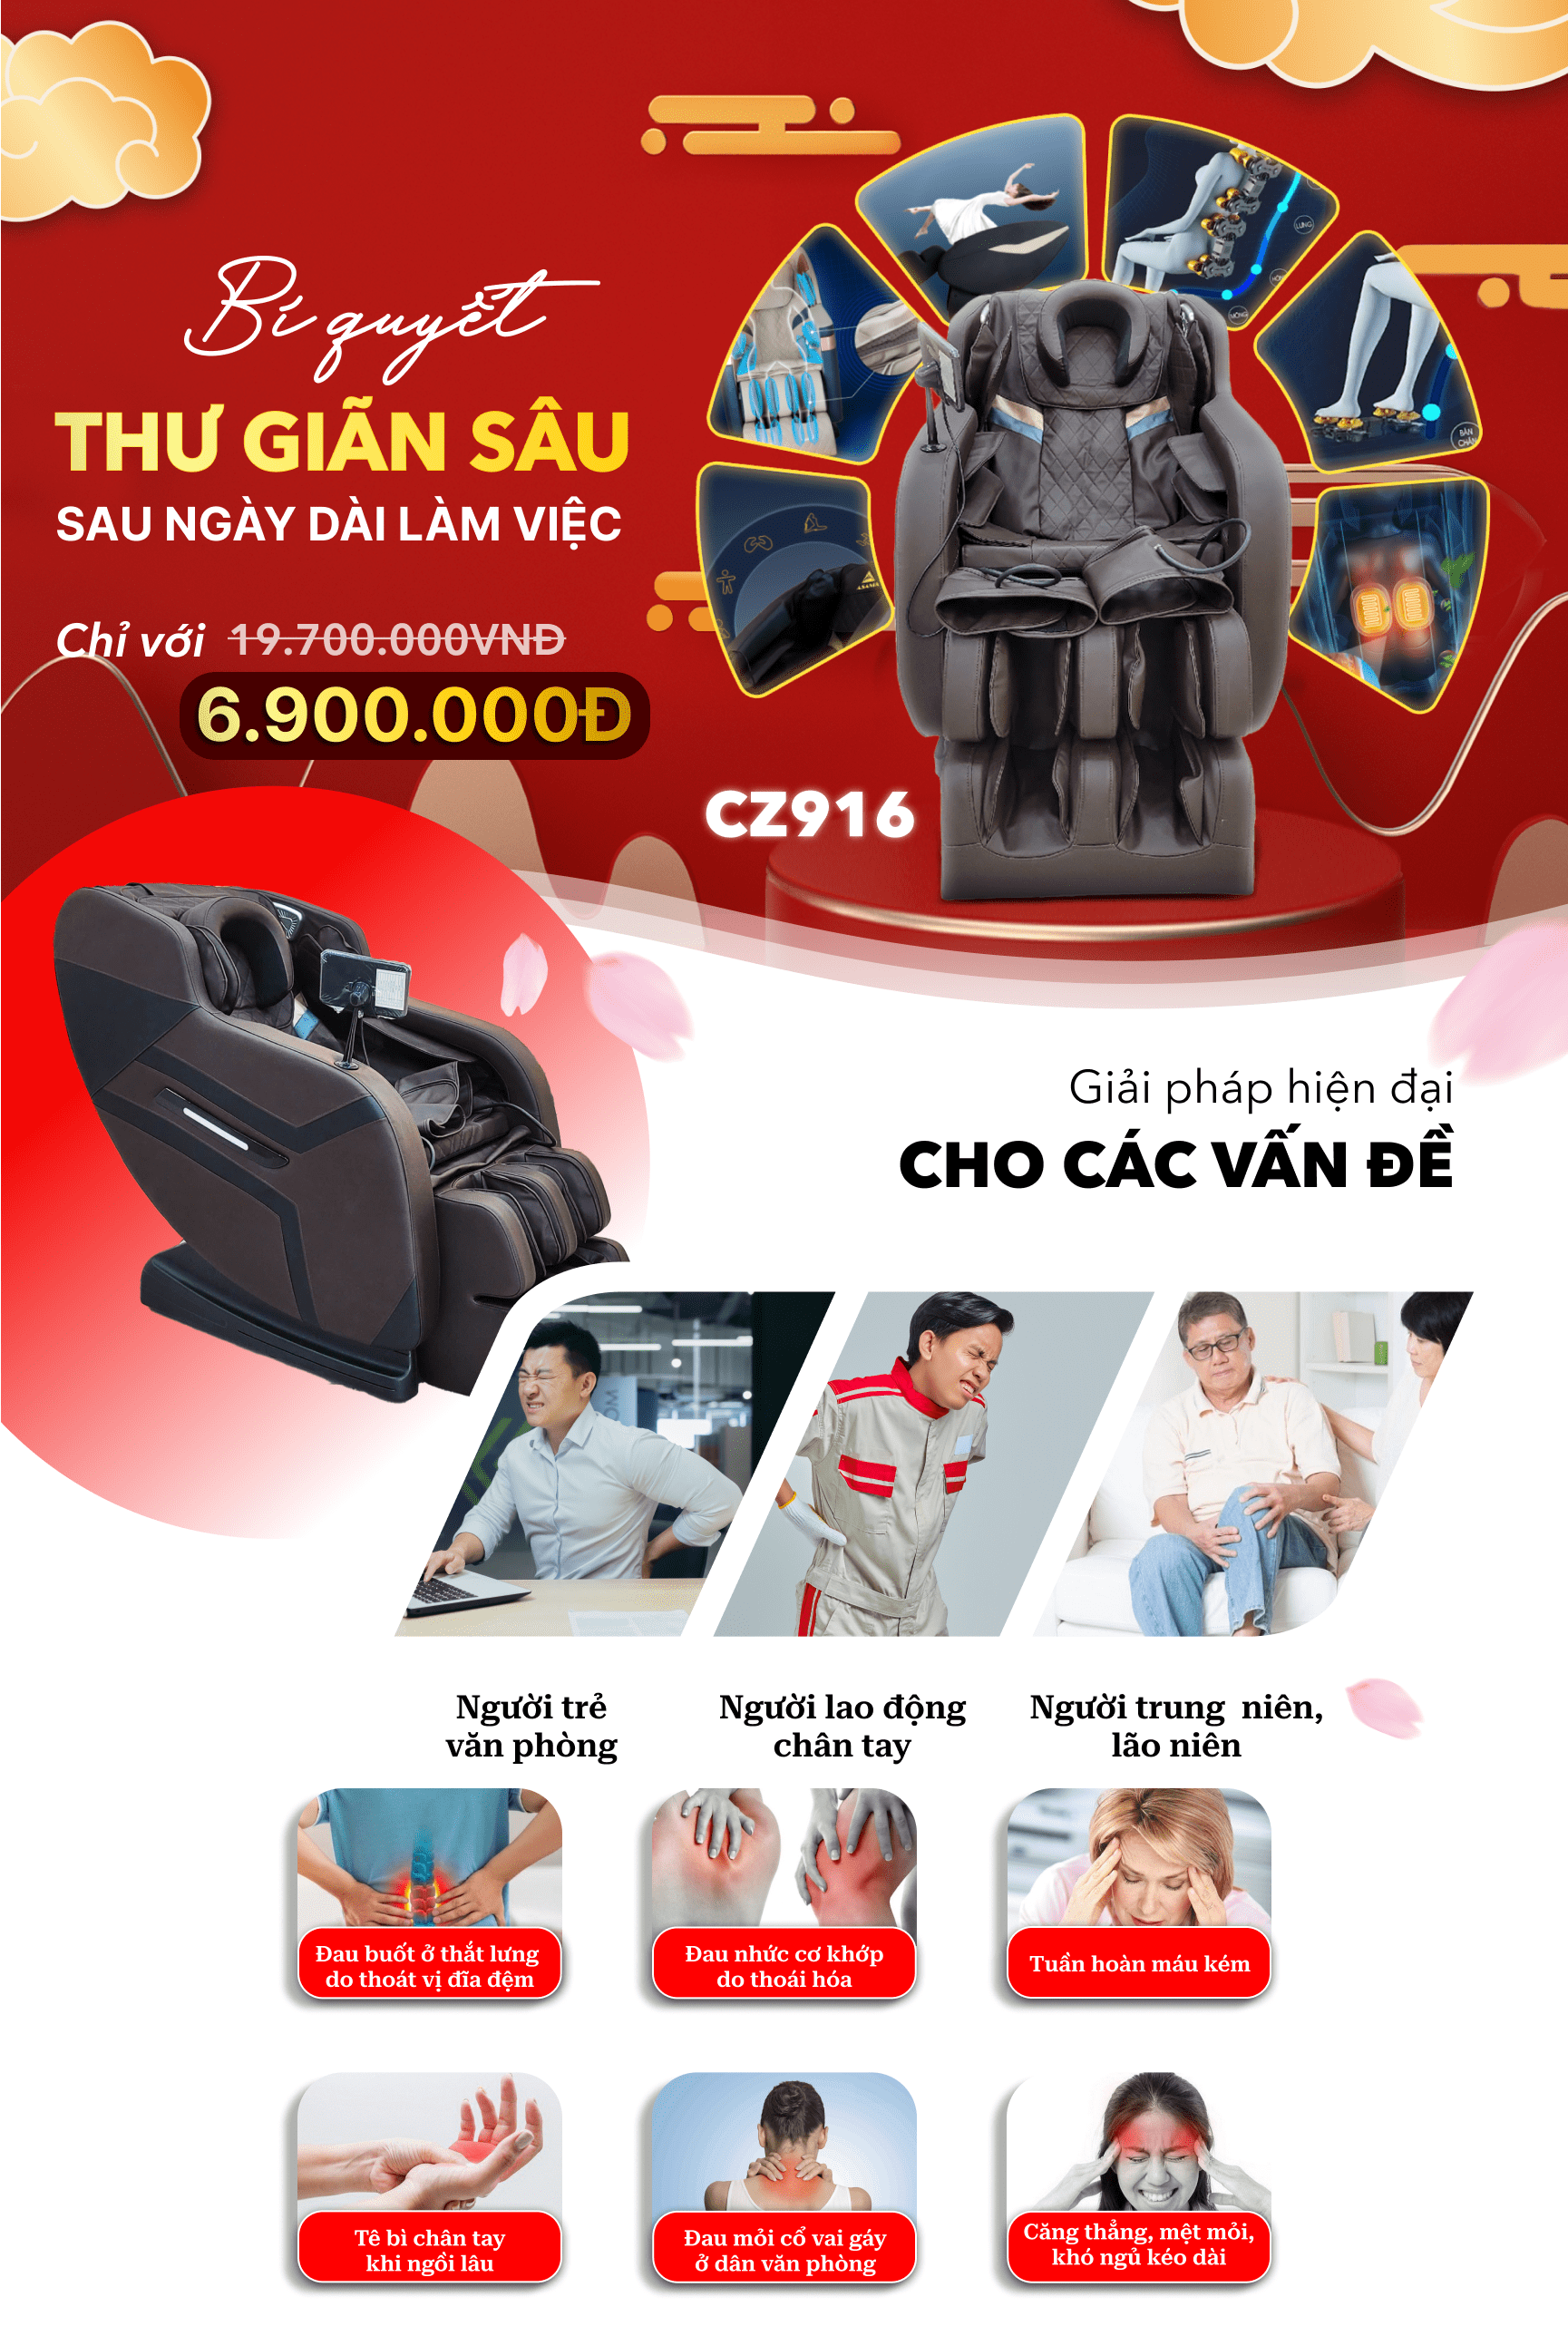 Bí quyết
THƯ GIÃN SÂU
SAU NGÀY DÀI LÀM VIỆC
Chỉ với 19.700.000VNĐ
6.900.000Đ
LƯNG
MÔNG
BÀN
CHÂN
CZ916
Giải pháp hiện đại
CHO CÁC VẤN ĐỀ
Người trẻ
văn phòng
Người lao động
chân tay
Người trung niên,
lão niên
Đau buốt ở thắt lưng
do thoát vị đĩa đệm
Đau nhức cơ khớp
do thoái hóa
Tuần hoàn máu kém
Tê bì chân tay
khi ngồi lâu
Đau mỏi cổ vai gáy
ở dân văn phòng
Căng thẳng, mệt mỏi,
khó ngủ kéo dài